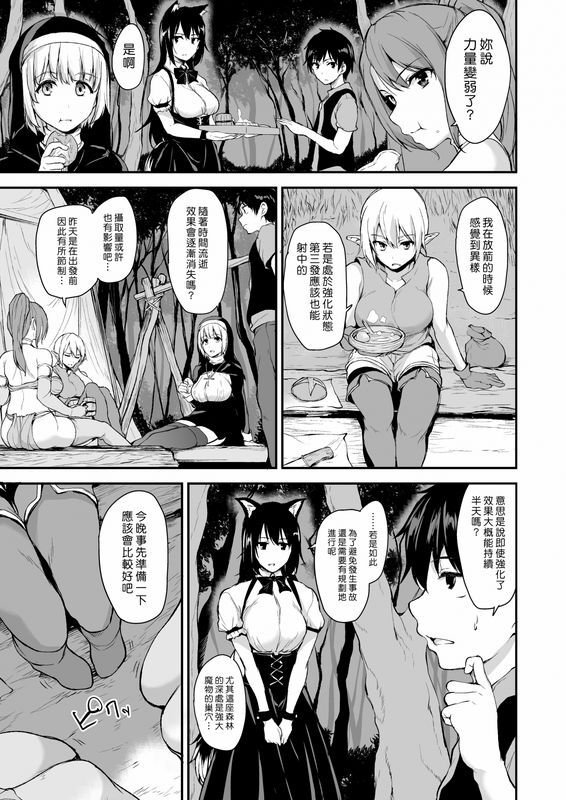 妳說
力量變弱了？
是啊
我在放箭的時候
感覺到異樣
若是處於強化狀態
第三發應該也能
射中的
隨著時間流逝
效果會逐漸消失嗎？
攝取量或許
也有影響吧…
昨天是在出發前
因此有所節制…
意思是說即使強化了
效果大概能持續
半天嗎？
…若是如此
為了避免發生事故
還是需要有規劃地
進行呢
尤其這座森林
的深處是強大
魔物的巢穴…
今晚事先準備一下
應該會比較好吧